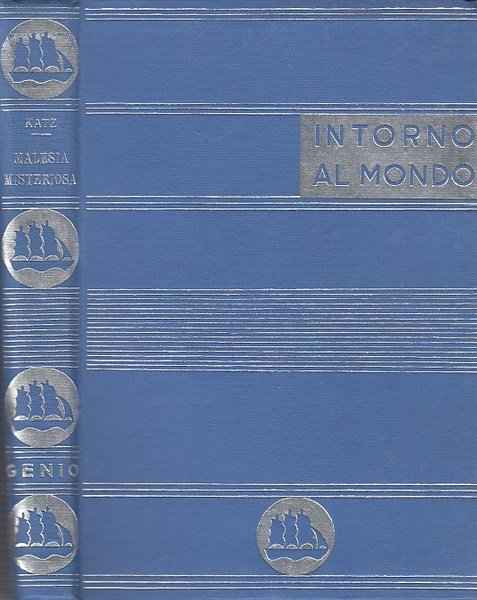 KATZ
MALESIA
MISTERIOSA
GENIO
INTORNO
AL MONDO